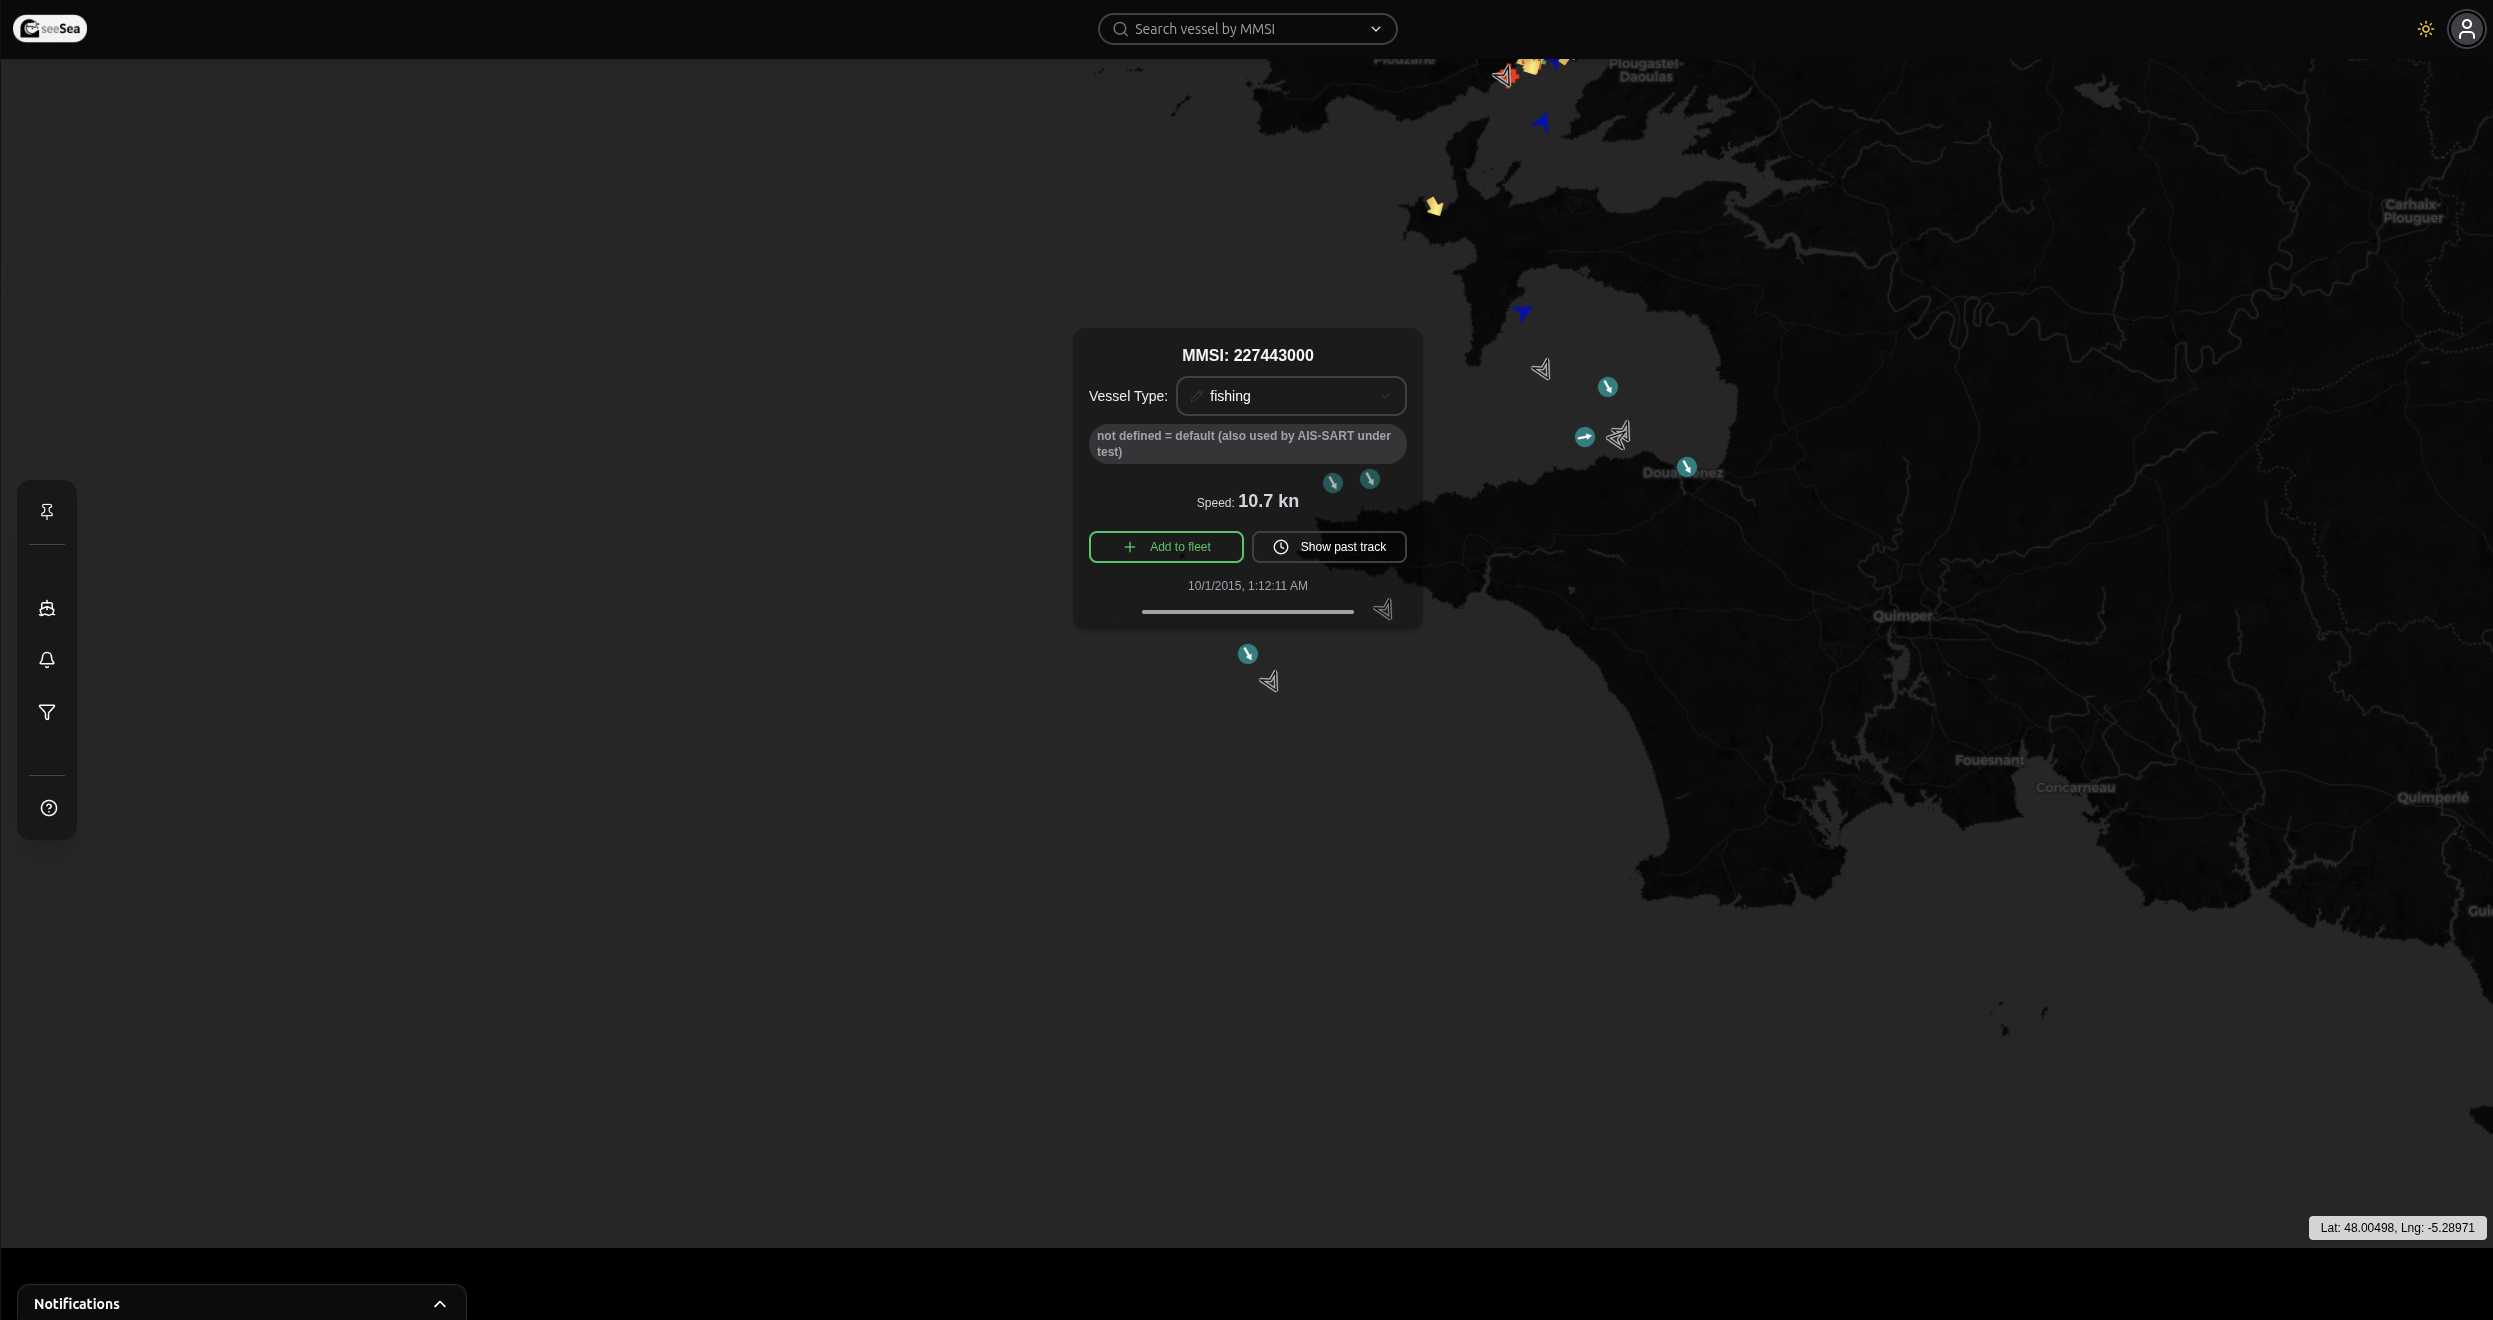 seeSea
Search vessel by MMSI
Plouzané
Plougastel-
Daoulas
Carhaix-
Plouguer
MMSI: 227443000
Vessel Type: fishing
not defined = default (also used by AIS-SART under
test)
Speed: 10.7 kn
Add to fleet
Show past track
10/1/2015, 1:12:11 AM
Quimper
Fouesnant
Concarneau
Quimperlé
Lat: 48.00498, Lng: -5.28971
Notifications